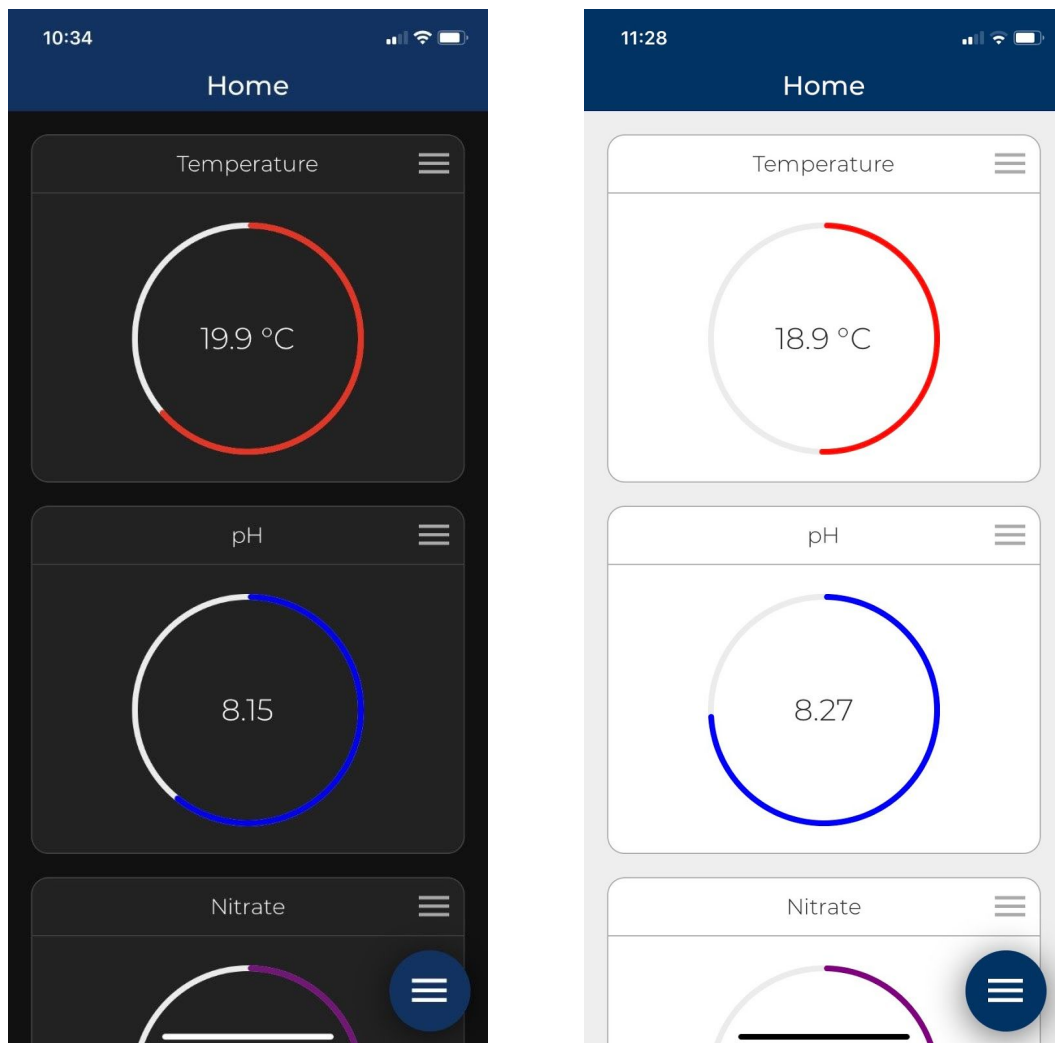 10:34
Home
Temperature
19.9 °C
pH
8.15
Nitrate
11:28
Home
Temperature
18.9 °C
pH
8.27
Nitrate